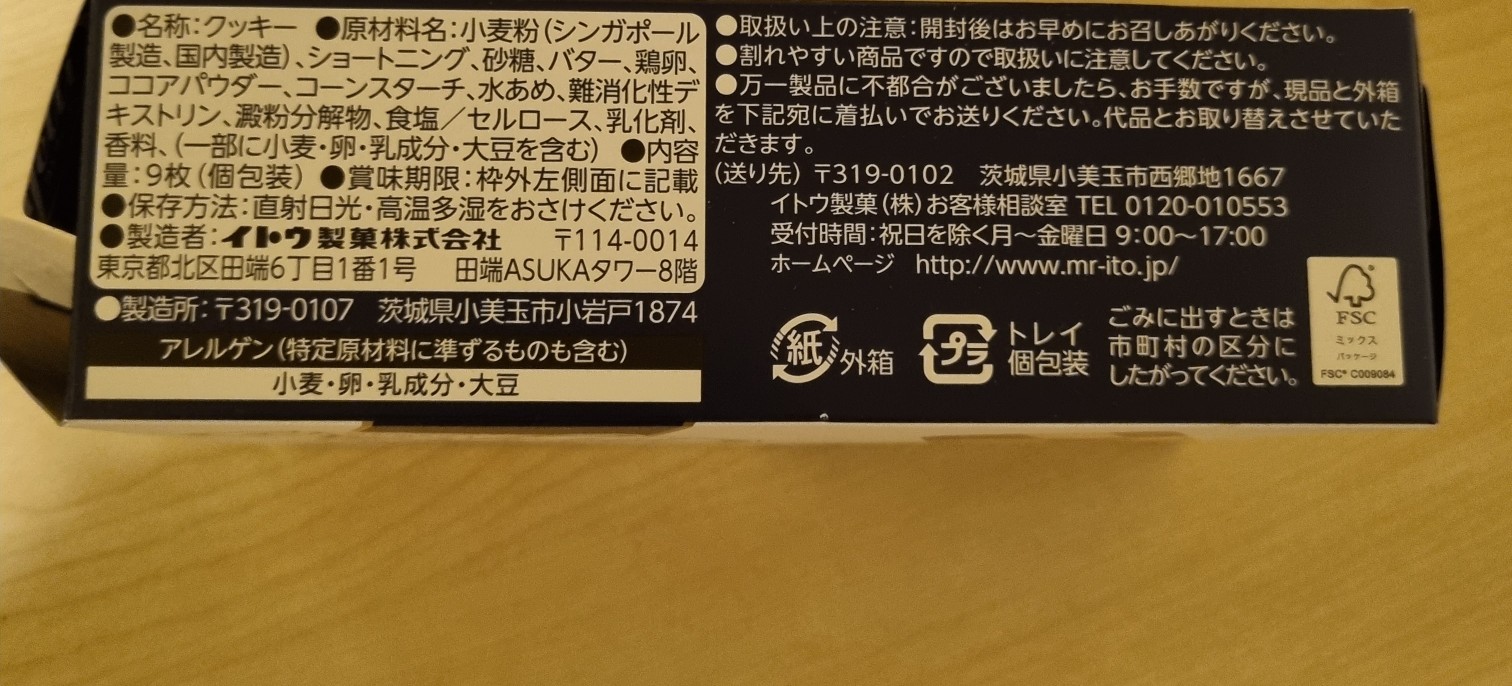 ●名称:クッキー ●原材料名:小麦粉(シンガポール
製造、国内製造)、ショートニング、砂糖、バター、鶏卵、
ココアパウダー、コーンスターチ、水あめ、難消化性デ
キストリン、澱粉分解物、食塩/セルロース、乳化剤、
香料、(一部に小麦・卵・乳成分・大豆を含む) ●内容
量:9枚(個包装) ●賞味期限:枠外左側面に記載
●保存方法:直射日光・高温多湿をおさけください。
●製造者:イトウ製菓株式会社 〒114-0014
東京都北区田端6丁目1番1号 田端ASUKAタワー8階
●製造所:〒319-0107 茨城県小美玉市小岩戸1874
アレルゲン(特定原材料に準ずるものも含む)
小麦・卵・乳成分・大豆
●取扱い上の注意:開封後はお早めにお召しあがりください。
●割れやすい商品ですので取扱いに注意してください。
●万一製品に不都合がございましたら、お手数ですが、現品と外箱
を下記宛に着払いでお送りください。代品とお取り替えさせていた
だきます。
(送り先)〒319-0102 茨城県小美玉市西郷地1667
イトウ製菓(株)お客様相談室 TEL 0120-010553
受付時間:祝日を除く月~金曜日 9:00~17:00
ホームページ http://www.mr-ito.jp/
紙 外箱
プラ トレイ
個包装
ごみに出すときは
市町村の区分に
したがってください。
FSC
ミックス
パッケージ
FSC® C009084